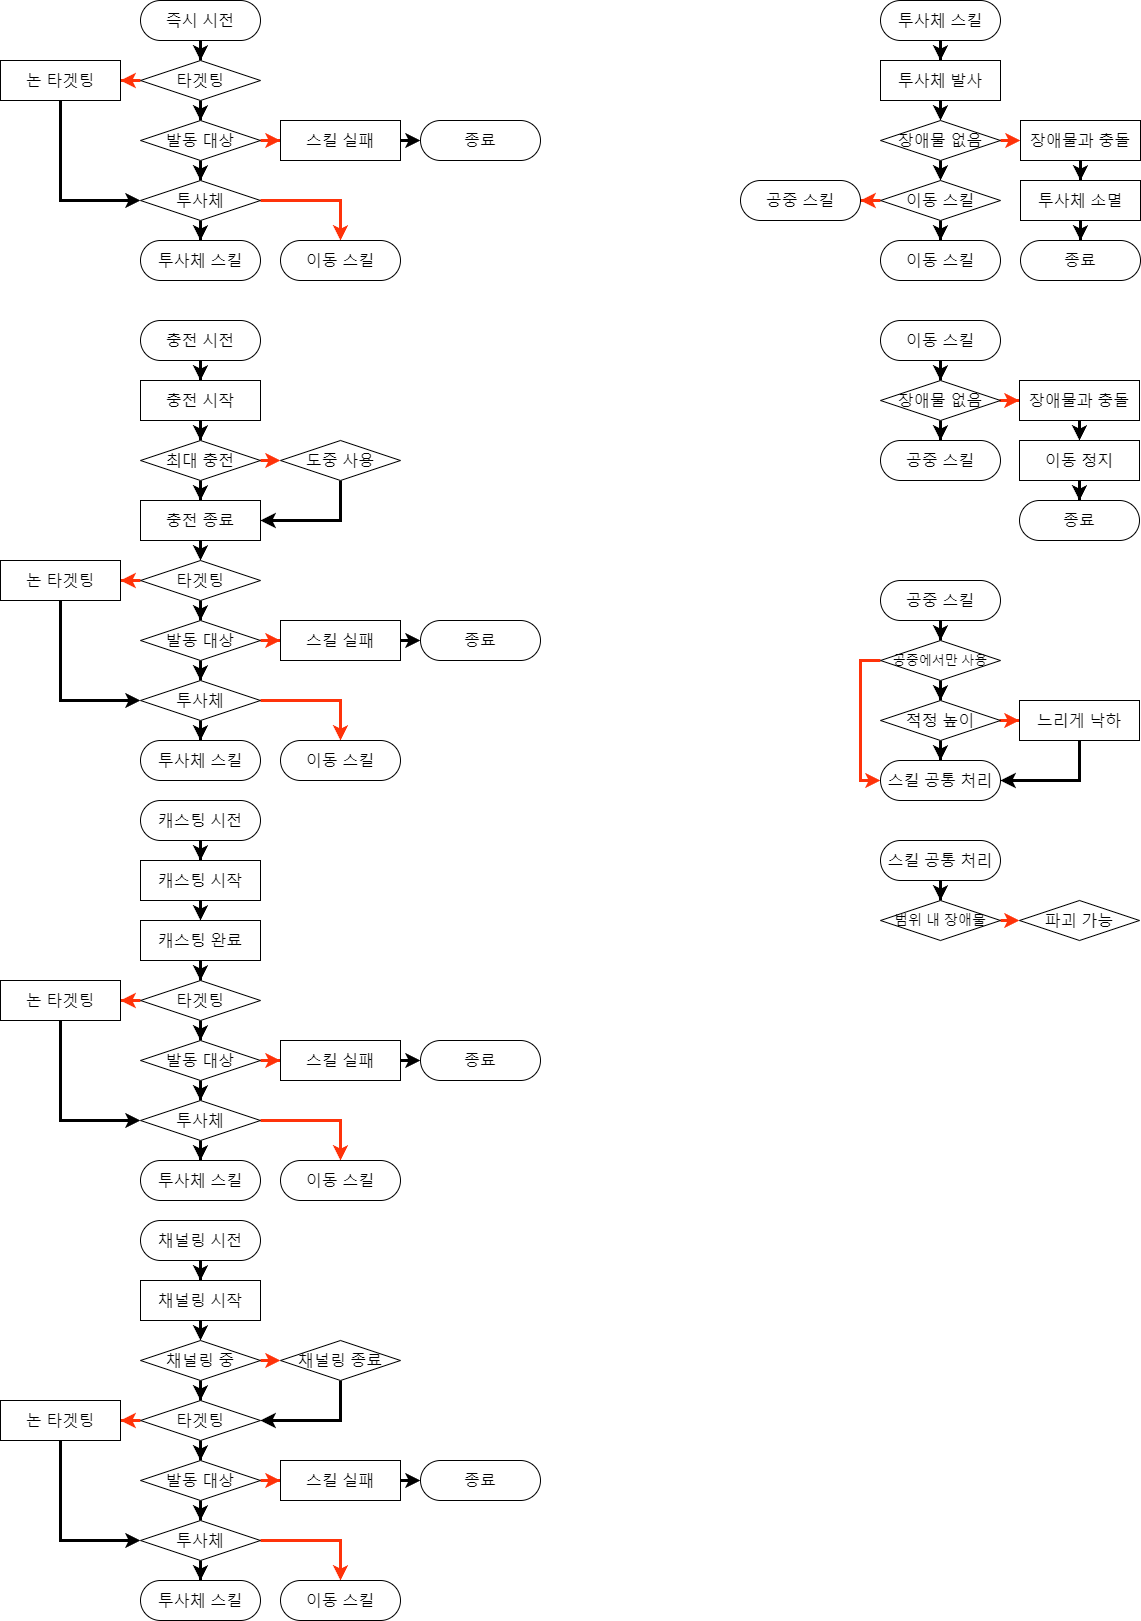 즉시 시전
타겟팅
논 타겟팅
발동 대상
스킬 실패
종료
투사체
투사체 스킬
이동 스킬
충전 시전
충전 시작
최대 충전
도중 사용
충전 종료
타겟팅
논 타겟팅
발동 대상
스킬 실패
종료
투사체
투사체 스킬
이동 스킬
캐스팅 시전
캐스팅 시작
캐스팅 완료
타겟팅
논 타겟팅
발동 대상
스킬 실패
종료
투사체
투사체 스킬
이동 스킬
채널링 시전
채널링 시작
채널링 중
채널링 종료
타겟팅
논 타겟팅
발동 대상
스킬 실패
종료
투사체
투사체 스킬
이동 스킬
투사체 스킬
투사체 발사
장애물 없음
장애물과 충돌
공중 스킬
이동 스킬
투사체 소멸
이동 스킬
종료
이동 스킬
장애물 없음
장애물과 충돌
공중 스킬
이동 정지
종료
공중 스킬
공중에서만 사용
적정 높이
느리게 낙하
스킬 공통 처리
스킬 공통 처리
범위 내 장애물
파괴 가능